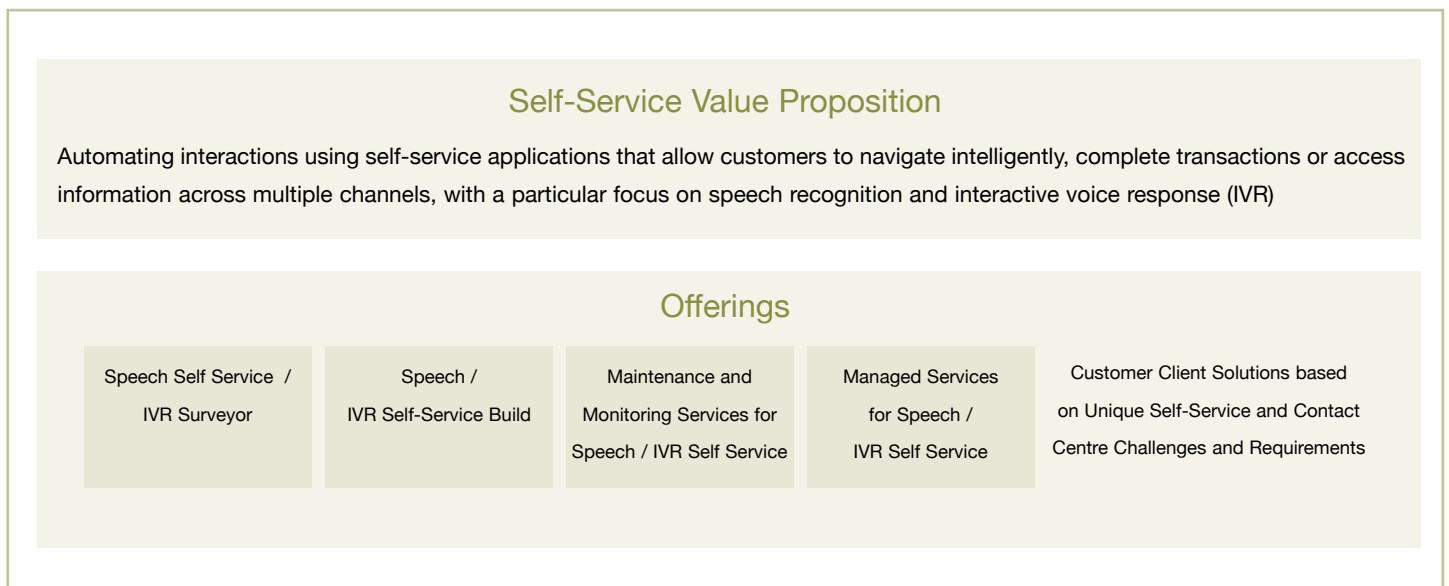 Self-Service Value Proposition
Automating interactions using self-service applications that allow customers to navigate intelligently, complete transactions or access
information across multiple channels, with a particular focus on speech recognition and interactive voice response (IVR)
Offerings
Speech Self Service /
IVR Surveyor
Speech /
IVR Self-Service Build
Maintenance and
Monitoring Services for
Speech / IVR Self Service
Managed Services
for Speech /
IVR Self Service
Customer Client Solutions based
on Unique Self-Service and Contact
Centre Challenges and Requirements